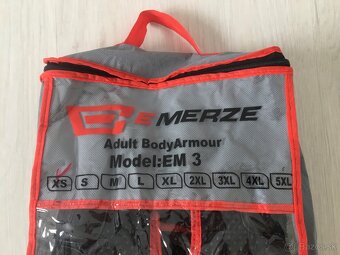 E EMERZE
Adult BodyArmour
Model:EM 3
XS S M L XL 2XL 3XL 4XL 5XL